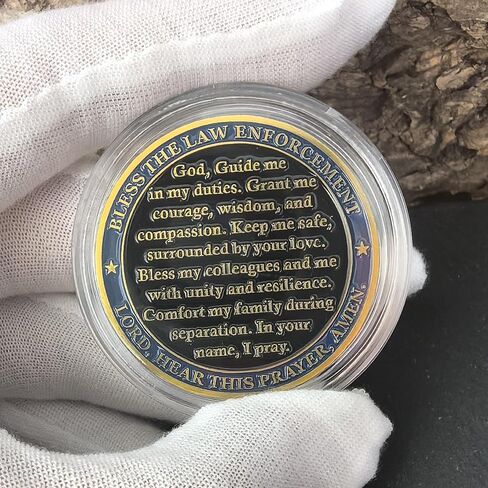 BLESS THE LAW ENFORCEMENT
God, Guide me
in my duties. Grant me
courage, wisdom, and
compassion. Keep me safe,
surrounded by your love.
Bless my colleagues and me
with unity and resilience.
Comfort my family during
separation. In your
name, I pray.
LORD, HEAR THIS PRAYER, AMEN.